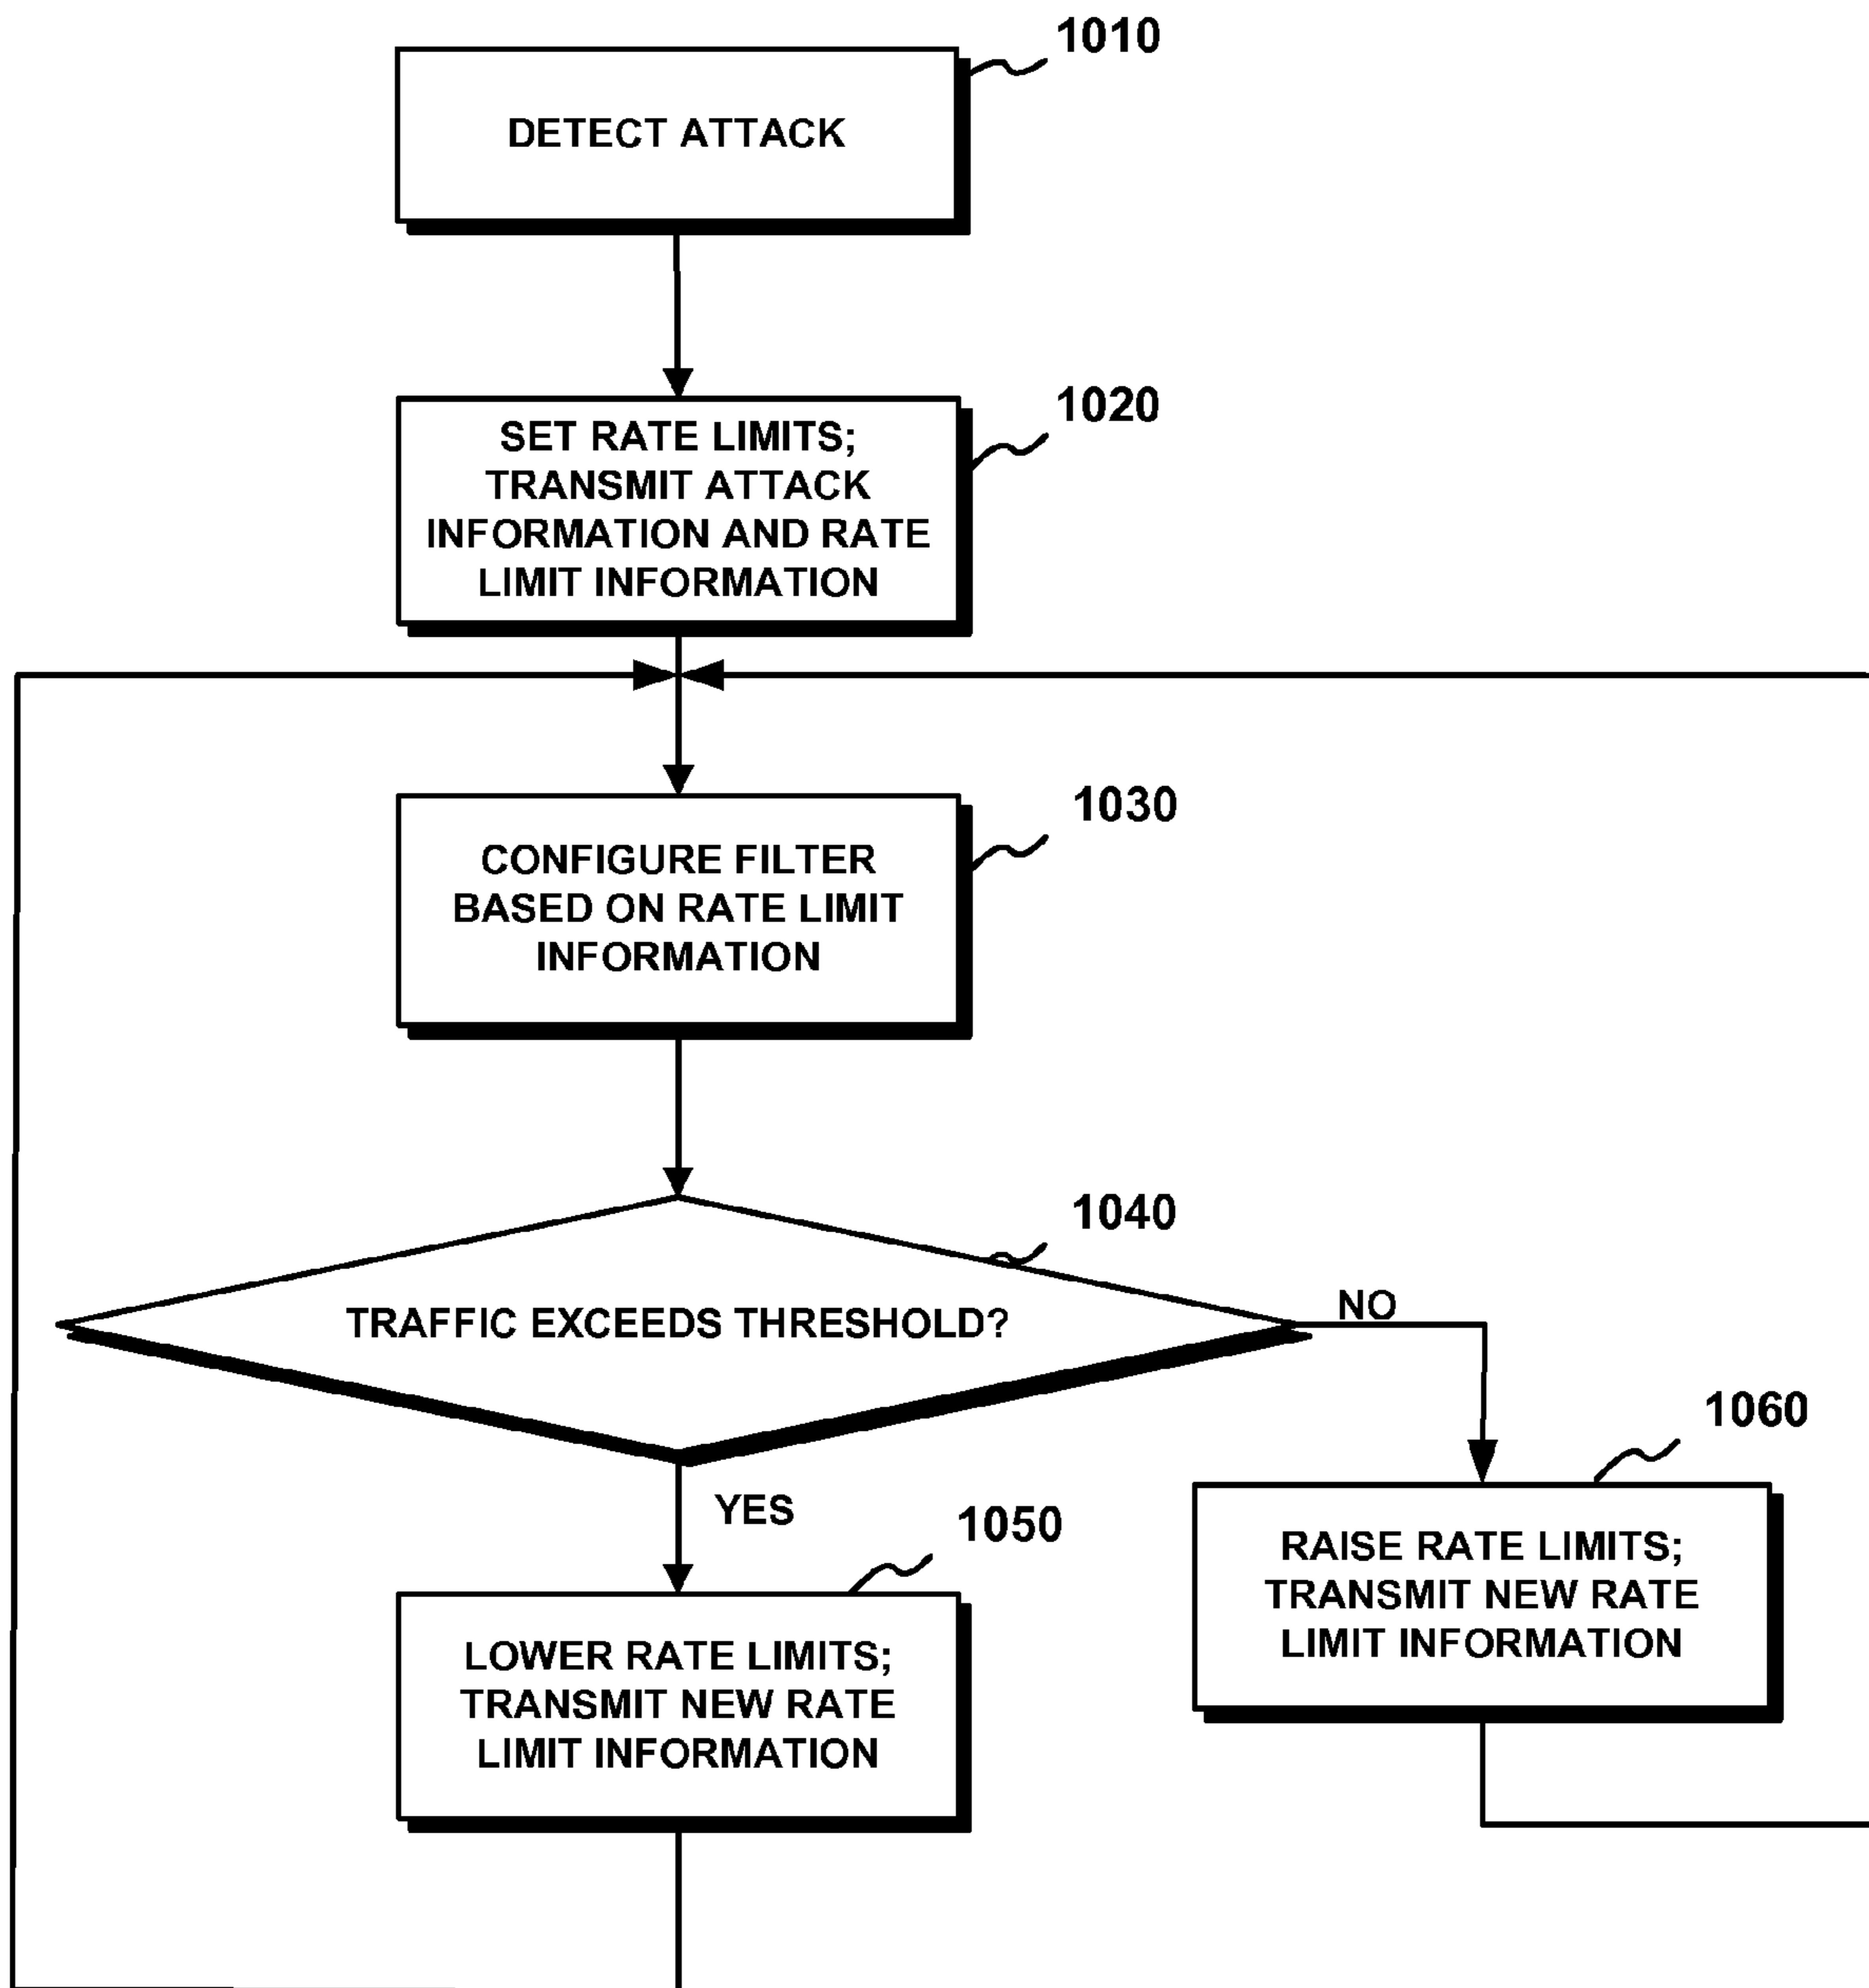 1010
DETECT ATTACK
1020
SET RATE LIMITS;
TRANSMIT ATTACK
INFORMATION AND RATE
LIMIT INFORMATION
1030
CONFIGURE FILTER
BASED ON RATE LIMIT
INFORMATION
1040
TRAFFIC EXCEEDS THRESHOLD?
NO
YES
1050
LOWER RATE LIMITS;
TRANSMIT NEW RATE
LIMIT INFORMATION
1060
RAISE RATE LIMITS;
TRANSMIT NEW RATE
LIMIT INFORMATION